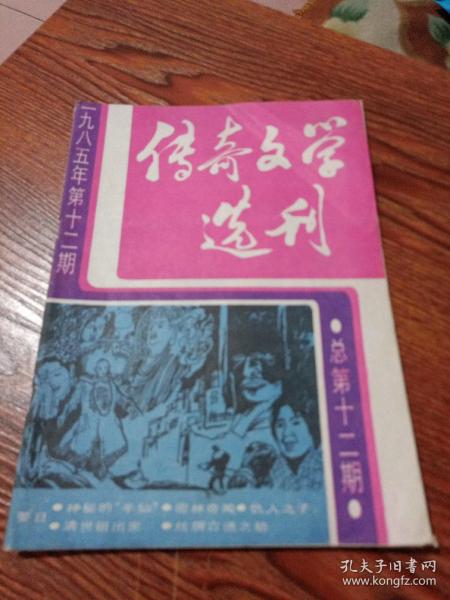 传奇文学
选刊
一九八五年第十二期
●总第十二期●
要目
●神秘的“半仙” ●密林奇闻 ●仇人之子
●清世祖出家 ●丝绸古道之劫
孔夫子旧书网
www.kongfz.com